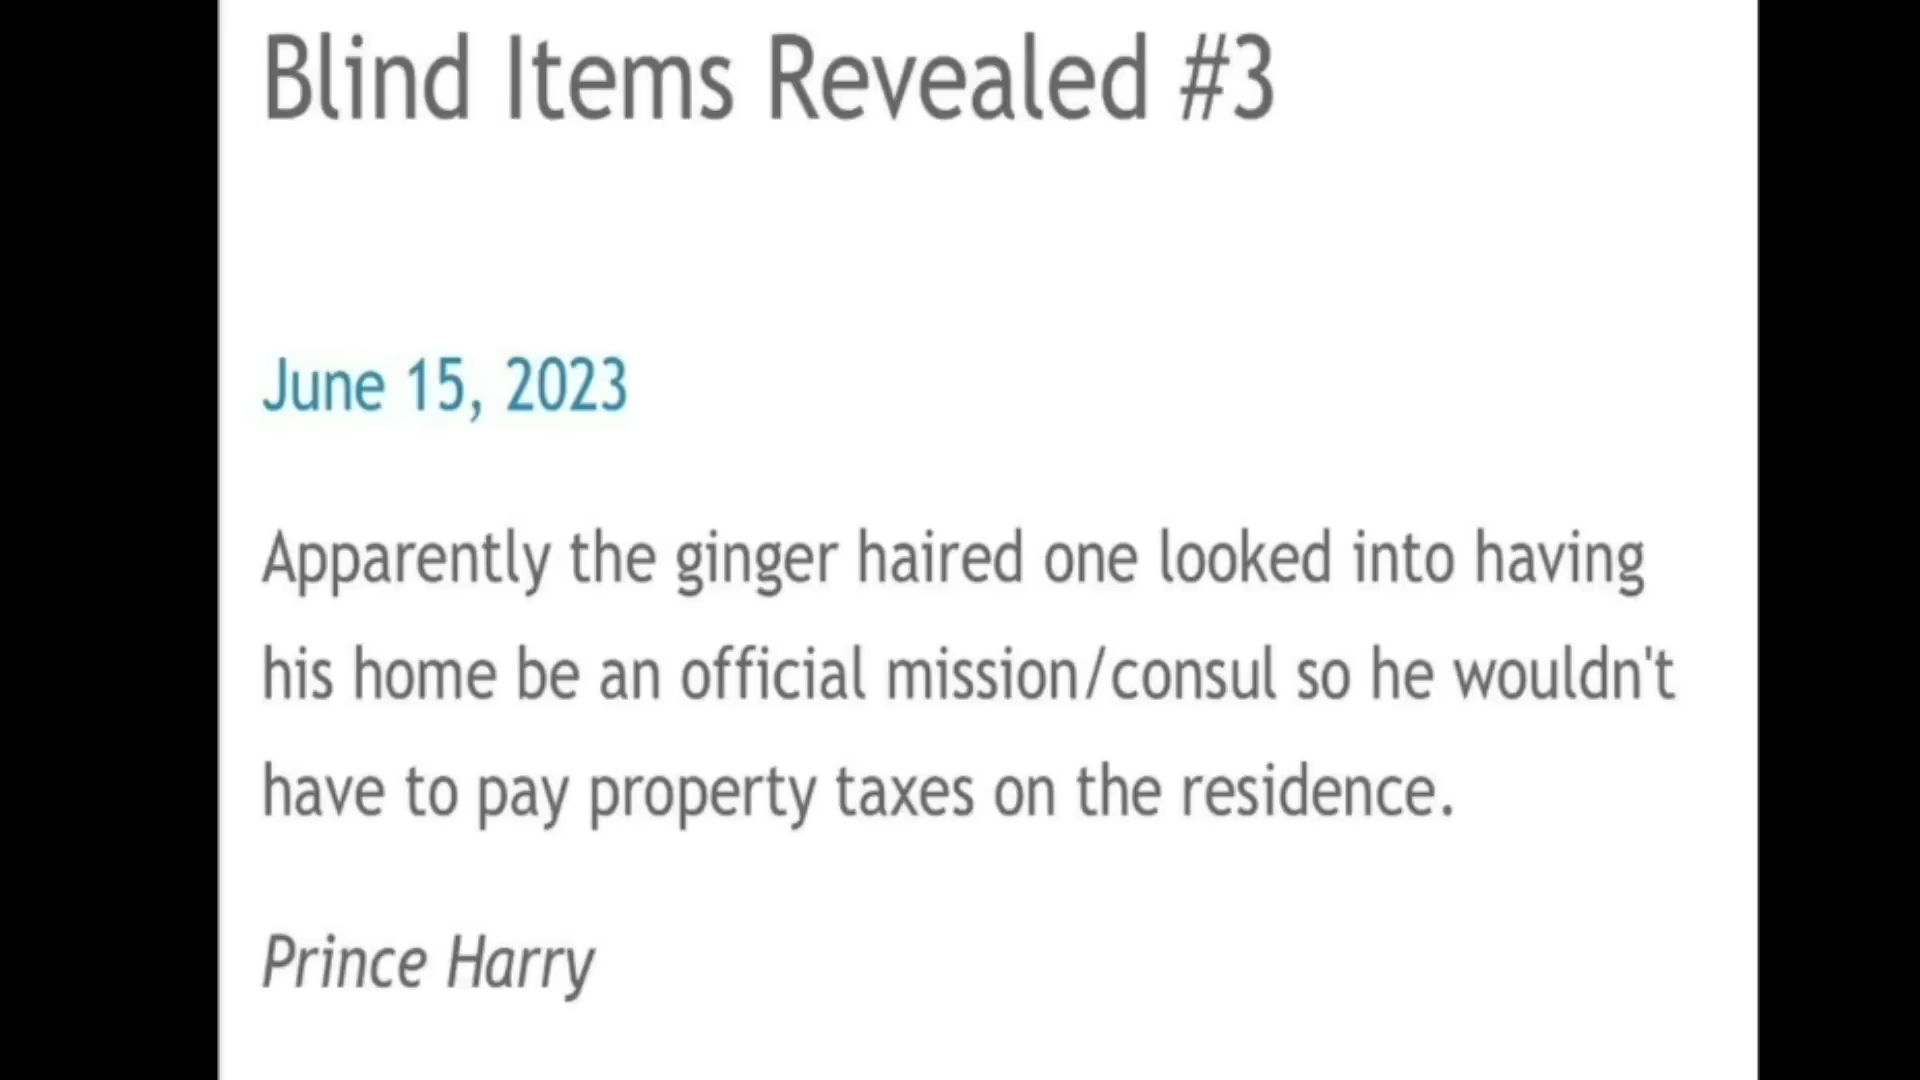 Blind Items Revealed #3
June 15, 2023
Apparently the ginger haired one looked into having
his home be an official mission/consul so he wouldn't
have to pay property taxes on the residence.
Prince Harry